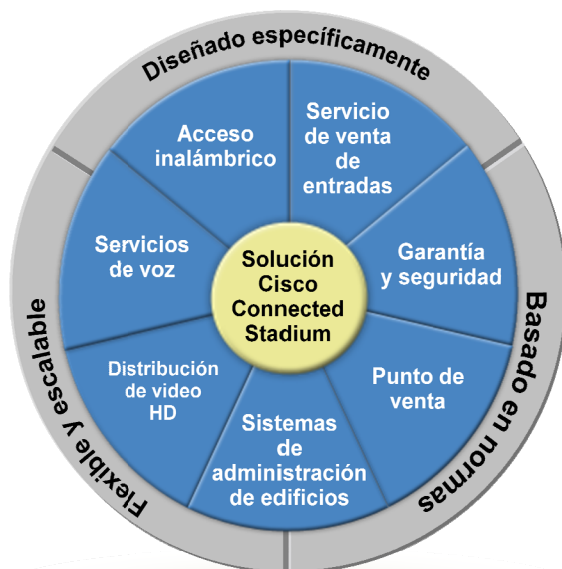 Diseñado específicamente
Acceso
inalámbrico
Servicio
de venta
de
entradas
Servicios
de voz
Solución
Cisco
Connected
Stadium
Garantía
y seguridad
Distribución
de video
HD
Sistemas
de
administración
de edificios
Punto de
venta
Flexible y escalable
Basado en normas